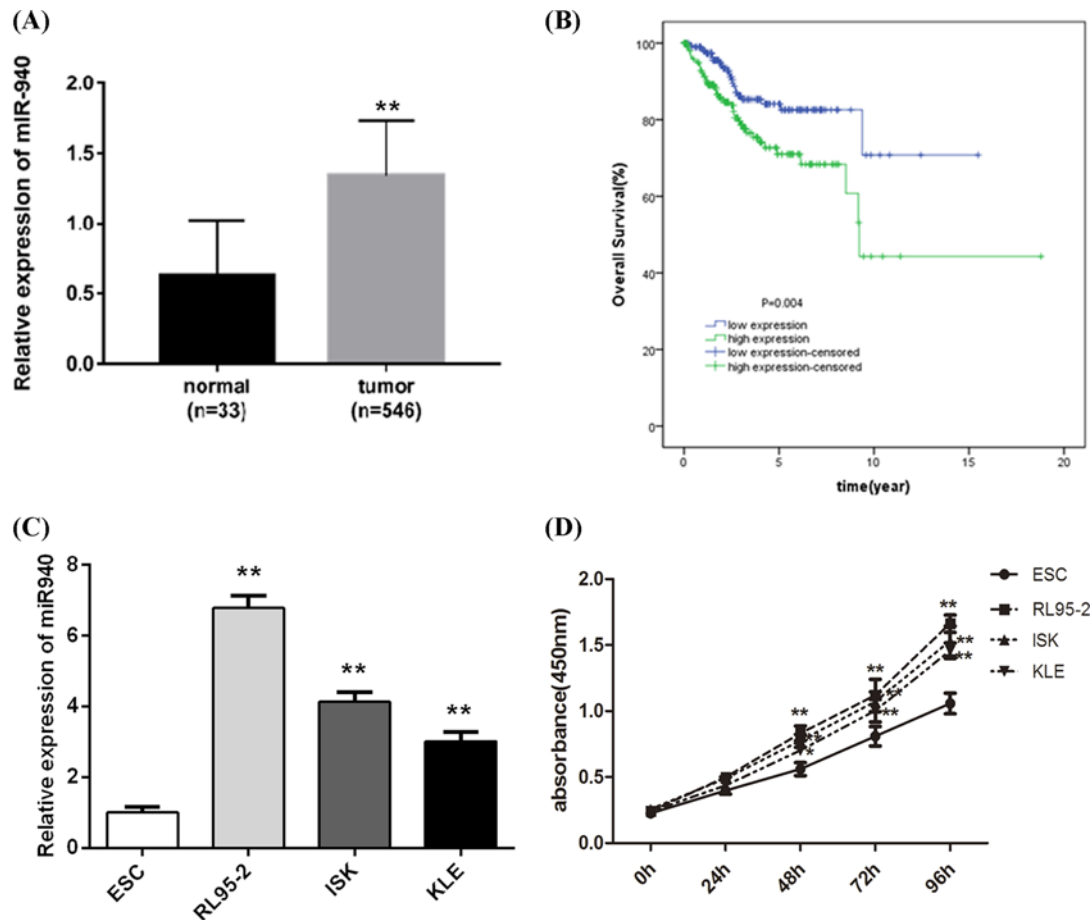 (A)
Relative expression of mIR-940
2.0
1.5
1.0
0.5
0.0
**
normal
(n=33)
tumor
(n=546)
(B)
Overall Survival(%)
100
80
60
40
20
0
P=0.004
low expression
high expression
low expression-censored
high expression-censored
0
5
10
15
20
time(year)
(C)
Relative expression of miR940
8
6
4
2
0
**
**
**
ESC
RL95-2
ISK
KLE
(D)
absorbance(450nm)
2.0
1.5
1.0
0.5
0.0
**
**
*
**
**
**
**
**
**
0h
24h
48h
72h
96h
ESC
RL95-2
ISK
KLE